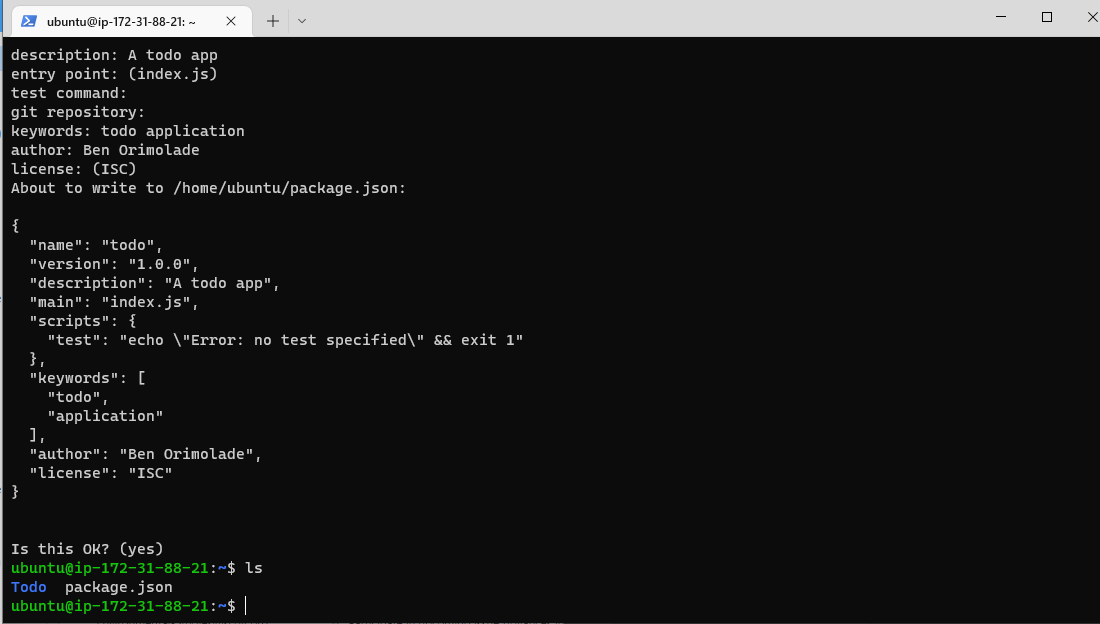 ubuntu@ip-172-31-88-21: ~
description: A todo app
entry point: (index.js)
test command:
git repository:
keywords: todo application
author: Ben Orimolade
license: (ISC)
About to write to /home/ubuntu/package.json:
{
  "name": "todo",
  "version": "1.0.0",
  "description": "A todo app",
  "main": "index.js",
  "scripts": {
    "test": "echo \"Error: no test specified\" && exit 1"
  },
  "keywords": [
    "todo",
    "application"
  ],
  "author": "Ben Orimolade",
  "license": "ISC"
}
Is this OK? (yes)
ubuntu@ip-172-31-88-21:~$ ls
Todo  package.json
ubuntu@ip-172-31-88-21:~$